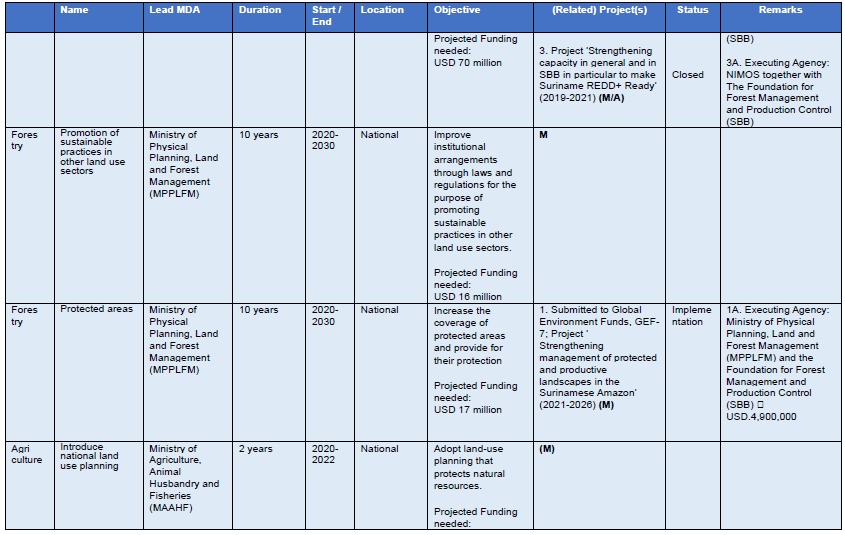 Name
Lead MDA
Duration
Start /
End
Location
Objective
(Related) Project(s)
Status
Remarks
Projected Funding
needed:
USD 70 million
3. Project 'Strengthening
capacity in general and in
SBB in particular to make
Suriname REDD+ Ready'
(2019-2021) (M/A)
Closed
(SBB)
3A. Executing Agency:
NIMOS together with
The Foundation for
Forest Management
and Production Control
(SBB)
Fores
try
Promotion of
sustainable
practices in
other land use
sectors
Ministry of
Physical
Planning, Land
and Forest
Management
(MPPLFM)
10 years
2020-
2030
National
Improve
institutional
arrangements
through laws and
regulations for the
purpose of
promoting
sustainable
practices in other
land use sectors.
Projected Funding
needed:
USD 16 million
M
Fores
try
Protected areas
Ministry of
Physical
Planning, Land
and Forest
Management
(MPPLFM)
10 years
2020-
2030
National
Increase the
coverage of
protected areas
and provide for
their protection
Projected Funding
needed:
USD 17 million
1. Submitted to Global
Environment Funds, GEF-
7; Project '
Strengthening
management of protected
and productive
landscapes in the
Surinamese Amazon'
(2021-2026) (M)
Impleme
ntation
1A. Executing Agency:
Ministry of Physical
Planning, Land and
Forest Management
(MPPLFM) and the
Foundation for Forest
Management and
Production Control
(SBB) 
USD.4,900,000
Agri
culture
Introduce
national land
use planning
Ministry of
Agriculture,
Animal
Husbandry and
Fisheries
(MAAHF)
2 years
2020-
2022
National
Adopt land-use
planning that
protects natural
resources.
Projected Funding
needed:
(M)